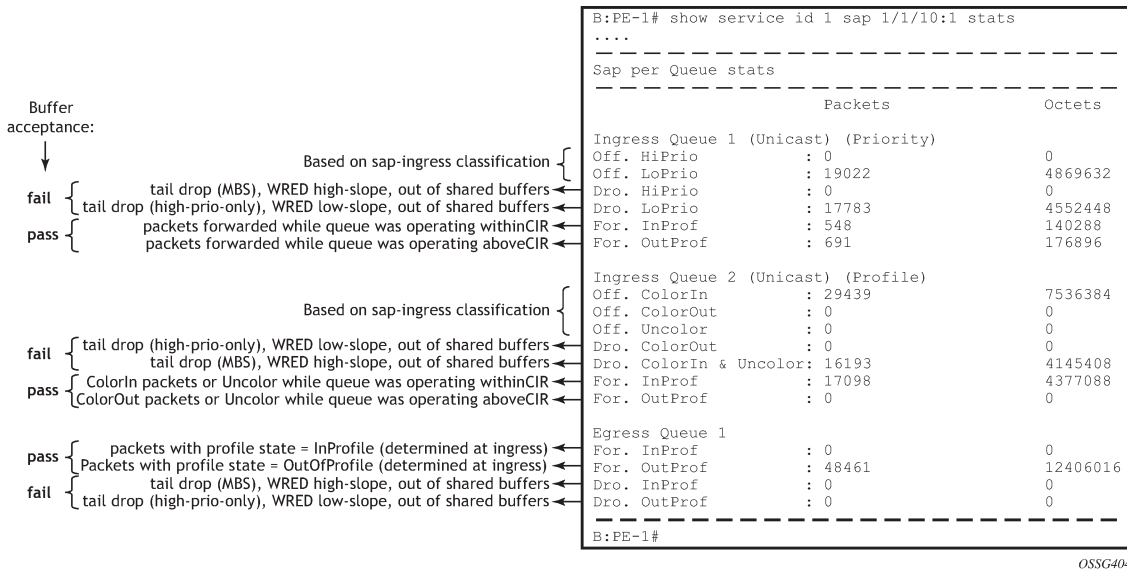 B:PE-1# show service id 1 sap 1/1/10:1 stats
....
Sap per Queue stats
Packets Octets
Buffer
acceptance:
Ingress Queue 1 (Unicast) (Priority)
Based on sap-ingress classification
Off. HiPrio : 0 0
Off. LoPrio : 19022 4869632
fail
tail drop (MBS), WRED high-slope, out of shared buffers Dro. HiPrio : 0 0
tail drop (high-prio-only), WRED low-slope, out of shared buffers Dro. LoPrio : 17783 4552448
pass
packets forwarded while queue was operating withinCIR For. InProf : 548 140288
packets forwarded while queue was operating aboveCIR For. OutProf : 691 176896
Ingress Queue 2 (Unicast) (Profile)
Based on sap-ingress classification
Off. ColorIn : 29439 7536384
Off. ColorOut : 0 0
Off. Uncolor : 0 0
fail
tail drop (high-prio-only), WRED low-slope, out of shared buffers Dro. ColorOut : 0 0
tail drop (MBS), WRED high-slope, out of shared buffers Dro. ColorIn & Uncolor: 16193 4145408
pass
ColorIn packets or Uncolor while queue was operating withinCIR For. InProf : 17098 4377088
ColorOut packets or Uncolor while queue was operating aboveCIR For. OutProf : 0 0
Egress Queue 1
pass
packets with profile state = InProfile (determined at ingress) For. InProf : 0 0
Packets with profile state = OutOfProfile (determined at ingress) For. OutProf : 48461 12406016
fail
tail drop (MBS), WRED high-slope, out of shared buffers Dro. InProf : 0 0
tail drop (high-prio-only), WRED low-slope, out of shared buffers Dro. OutProf : 0 0
B:PE-1#
OSSG404